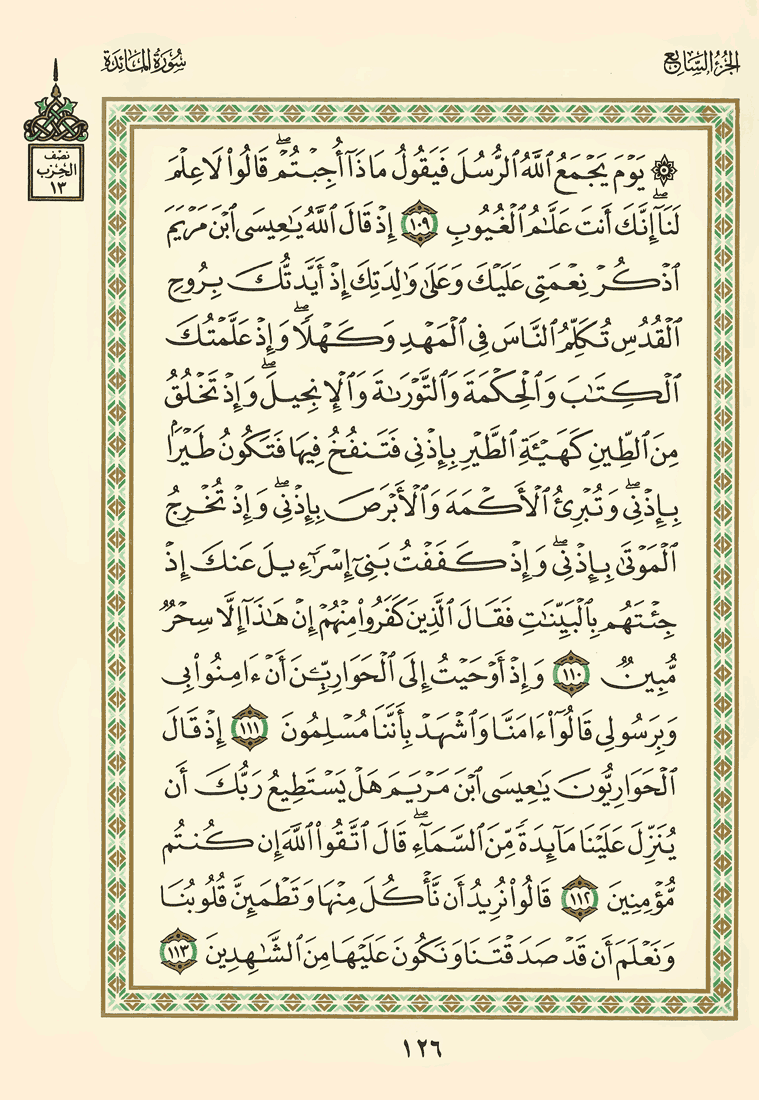 الجزء السابع
سورة المائدة
نصف
الحزب
١٣
۞ يَوْمَ يَجْمَعُ ٱللَّهُ ٱلرُّسُلَ فَيَقُولُ مَاذَآ أُجِبْتُمْ ۖ قَالُوا۟ لَا عِلْمَ
لَنَآ ۖ إِنَّكَ أَنتَ عَلَّٰمُ ٱلْغُيُوبِ ١٠٩ إِذْ قَالَ ٱللَّهُ يَٰعِيسَى ٱبْنَ مَرْيَمَ
ٱذْكُرْ نِعْمَتِى عَلَيْكَ وَعَلَىٰ وَٰلِدَتِكَ إِذْ أَيَّدتُّكَ بِرُوحِ
ٱلْقُدُسِ تُكَلِّمُ ٱلنَّاسَ فِى ٱلْمَهْدِ وَكَهْلًا ۖ وَإِذْ عَلَّمْتُكَ
ٱلْكِتَٰبَ وَٱلْحِكْمَةَ وَٱلتَّوْرَىٰةَ وَٱلْإِنجِيلَ ۖ وَإِذْ تَخْلُقُ
مِنَ ٱلطِّينِ كَهَيْـَٔةِ ٱلطَّيْرِ بِإِذْنِى فَتَنفُخُ فِيهَا فَتَكُونُ طَيْرًۢا
بِإِذْنِى ۖ وَتُبْرِئُ ٱلْأَكْمَهَ وَٱلْأَبْرَصَ بِإِذْنِى ۖ وَإِذْ تُخْرِجُ
ٱلْمَوْتَىٰ بِإِذْنِى ۖ وَإِذْ كَفَفْتُ بَنِىٓ إِسْرَٰٓءِيلَ عَنكَ إِذْ
جِئْتَهُم بِٱلْبَيِّنَٰتِ فَقَالَ ٱلَّذِينَ كَفَرُوا۟ مِنْهُمْ إِنْ هَٰذَآ إِلَّا سِحْرٌ
مُّبِينٌ ١١٠ وَإِذْ أَوْحَيْتُ إِلَى ٱلْحَوَارِيِّـۧنَ أَنْ ءَامِنُوا۟ بِى
وَبِرَسُولِى قَالُوٓا۟ ءَامَنَّا وَٱشْهَدْ بِأَنَّنَا مُسْلِمُونَ ١١١ إِذْ قَالَ
ٱلْحَوَارِيُّونَ يَٰعِيسَى ٱبْنَ مَرْيَمَ هَلْ يَسْتَطِيعُ رَبُّكَ أَن
يُنَزِّلَ عَلَيْنَا مَآئِدَةً مِّنَ ٱلسَّمَآءِ ۖ قَالَ ٱتَّقُوا۟ ٱللَّهَ إِن كُنتُم
مُّؤْمِنِينَ ١١٢ قَالُوا۟ نُرِيدُ أَن نَّأْكُلَ مِنْهَا وَتَطْمَئِنَّ قُلُوبُنَا
وَنَعْلَمَ أَن قَدْ صَدَقْتَنَا وَنَكُونَ عَلَيْهَا مِنَ ٱلشَّٰهِدِينَ ١١٣
١٢٦